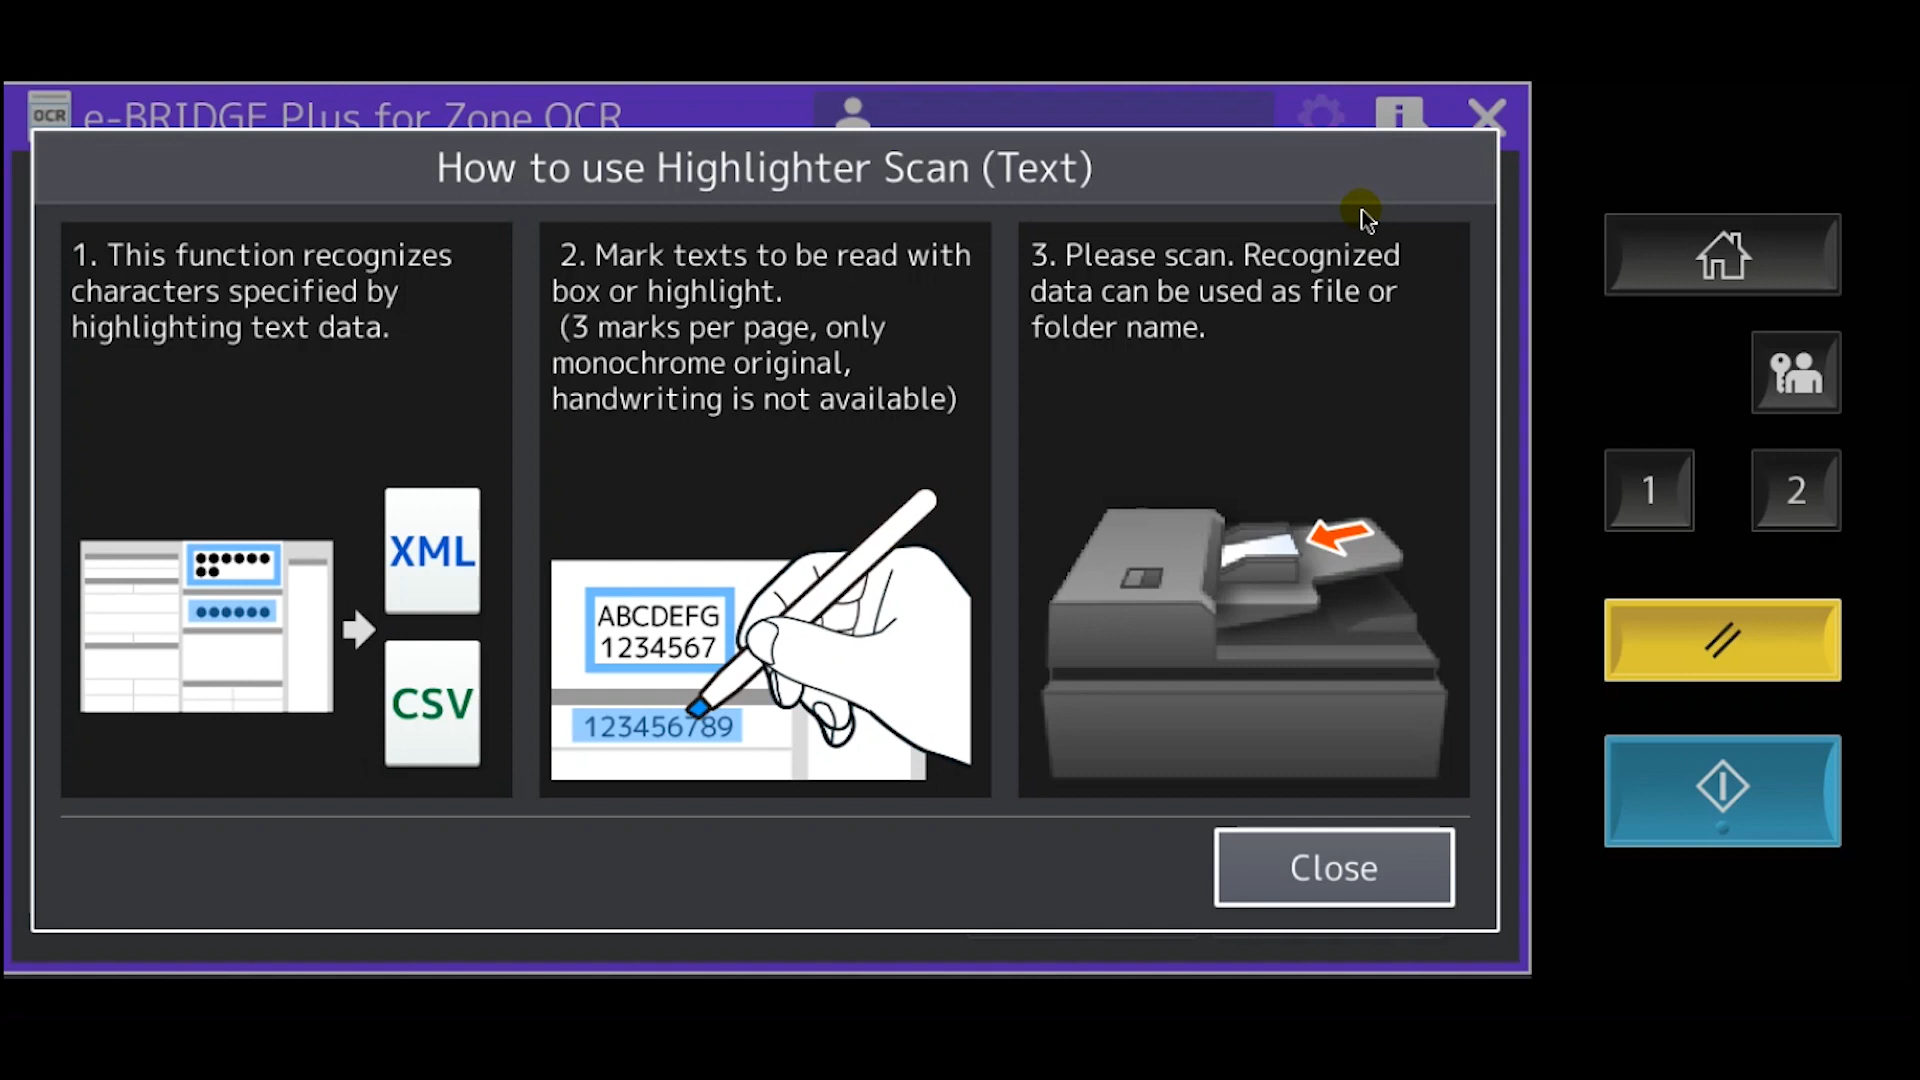 OCR e-BRIDGE Plus for Zone OCR
How to use Highlighter Scan (Text)
1. This function recognizes
characters specified by
highlighting text data.
XML
CSV
2. Mark texts to be read with
box or highlight.
(3 marks per page, only
monochrome original,
handwriting is not available)
ABCDEFG
1234567
123456789
3. Please scan. Recognized
data can be used as file or
folder name.
Close
1
2